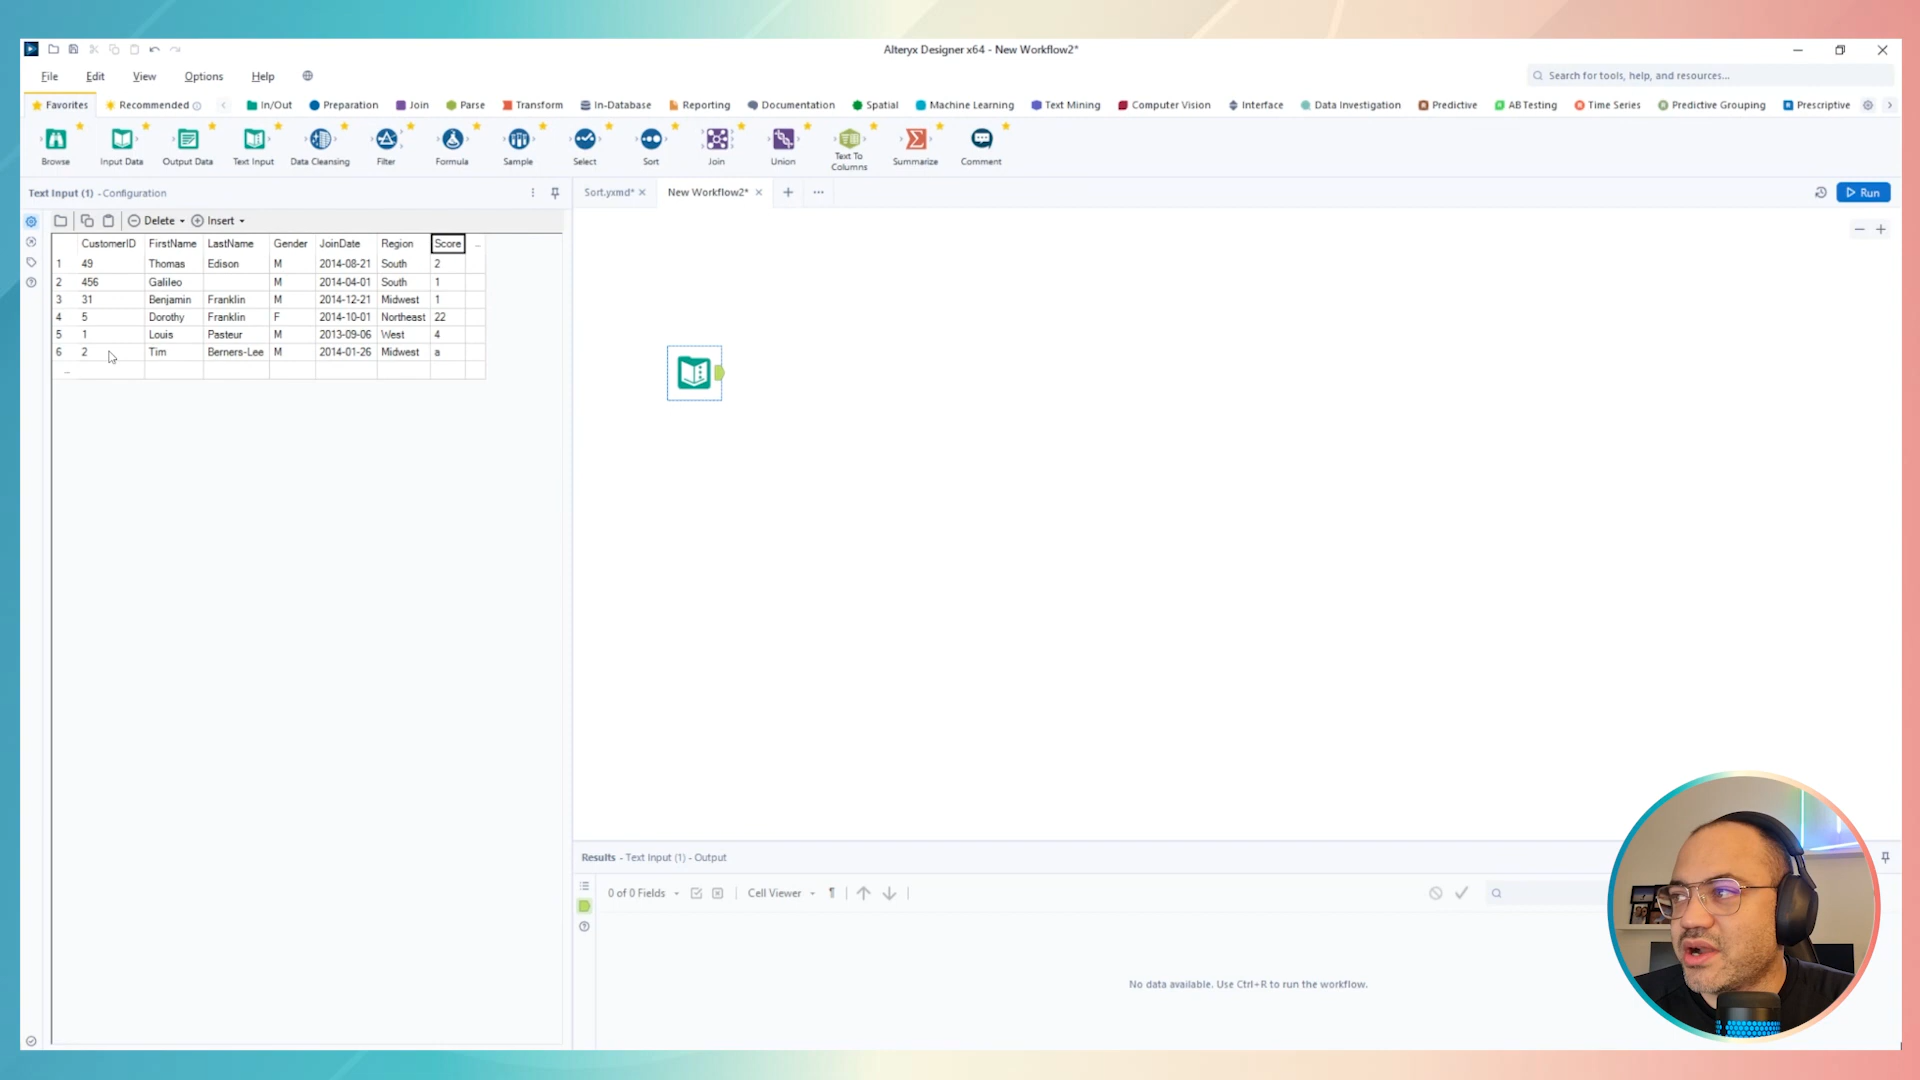 Alteryx Designer x64 - New Workflow2*
File Edit View Options Help
Search for tools, help, and resources...
Favorites Recommended In/Out Preparation Join Parse Transform In-Database Reporting Documentation Spatial Machine Learning Text Mining Computer Vision Interface Data Investigation Predictive AB Testing Time Series Predictive Grouping Prescriptive
Browse Input Data Output Data Text Input Data Cleansing Filter Formula Sample Select Sort Join Union Text To Columns Summarize Comment
Text Input (1) - Configuration
Sort.yxmd* New Workflow2*
Run
Delete Insert
CustomerID FirstName LastName Gender JoinDate Region Score ...
1 49 Thomas Edison M 2014-08-21 South 2
2 456 Galileo M 2014-04-01 South 1
3 31 Benjamin Franklin M 2014-12-21 Midwest 1
4 5 Dorothy Franklin F 2014-10-01 Northeast 22
5 1 Louis Pasteur M 2013-09-06 West 4
6 2 Tim Berners-Lee M 2014-01-26 Midwest a
...
Results - Text Input (1) - Output
0 of 0 Fields Cell Viewer
No data available. Use Ctrl+R to run the workflow.